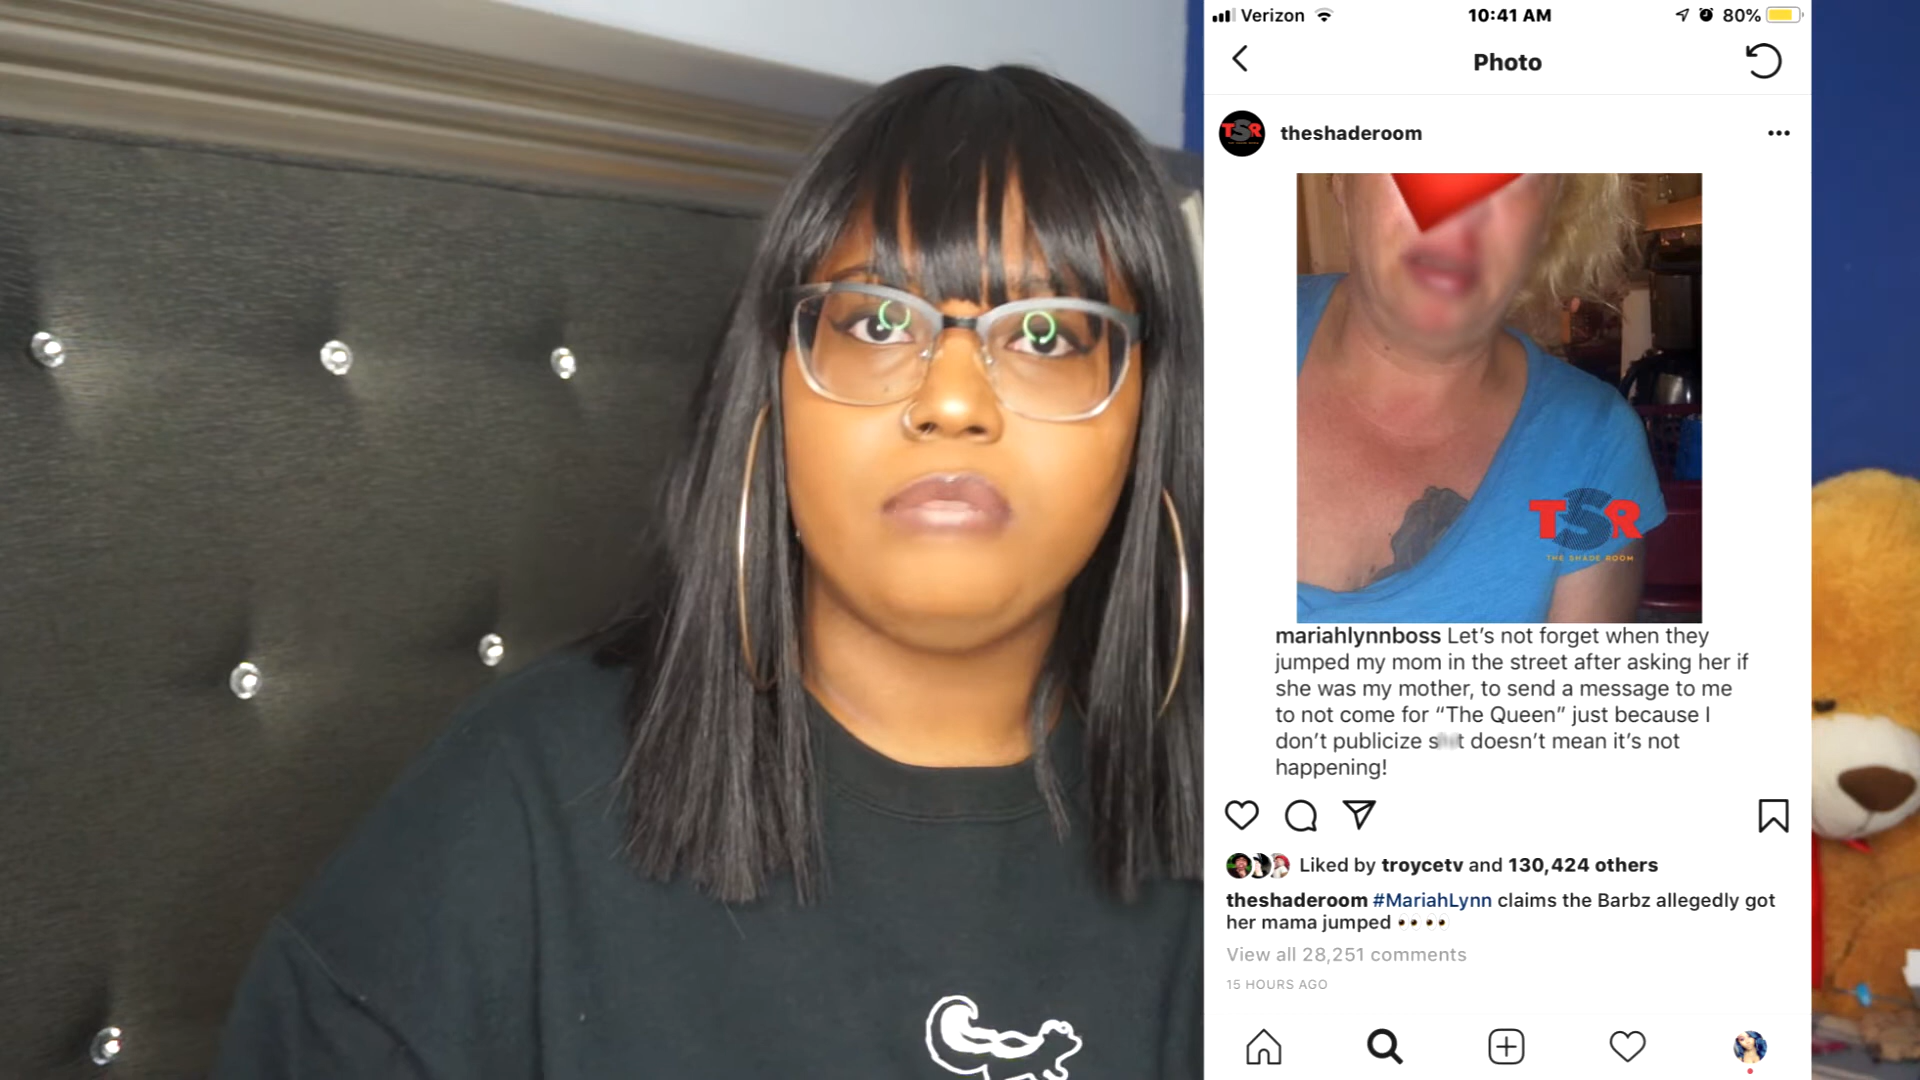 Verizon 10:41 AM 80%
Photo
TSR theshaderoom
TSR
THE SHADE ROOM
mariahlynnboss Let's not forget when they
jumped my mom in the street after asking her if
she was my mother, to send a message to me
to not come for “The Queen” just because I
don't publicize s t doesn't mean it's not
happening!
Liked by troycetv and 130,424 others
theshaderoom #MariahLynn claims the Barbz allegedly got
her mama jumped 👀👀
View all 28,251 comments
15 HOURS AGO